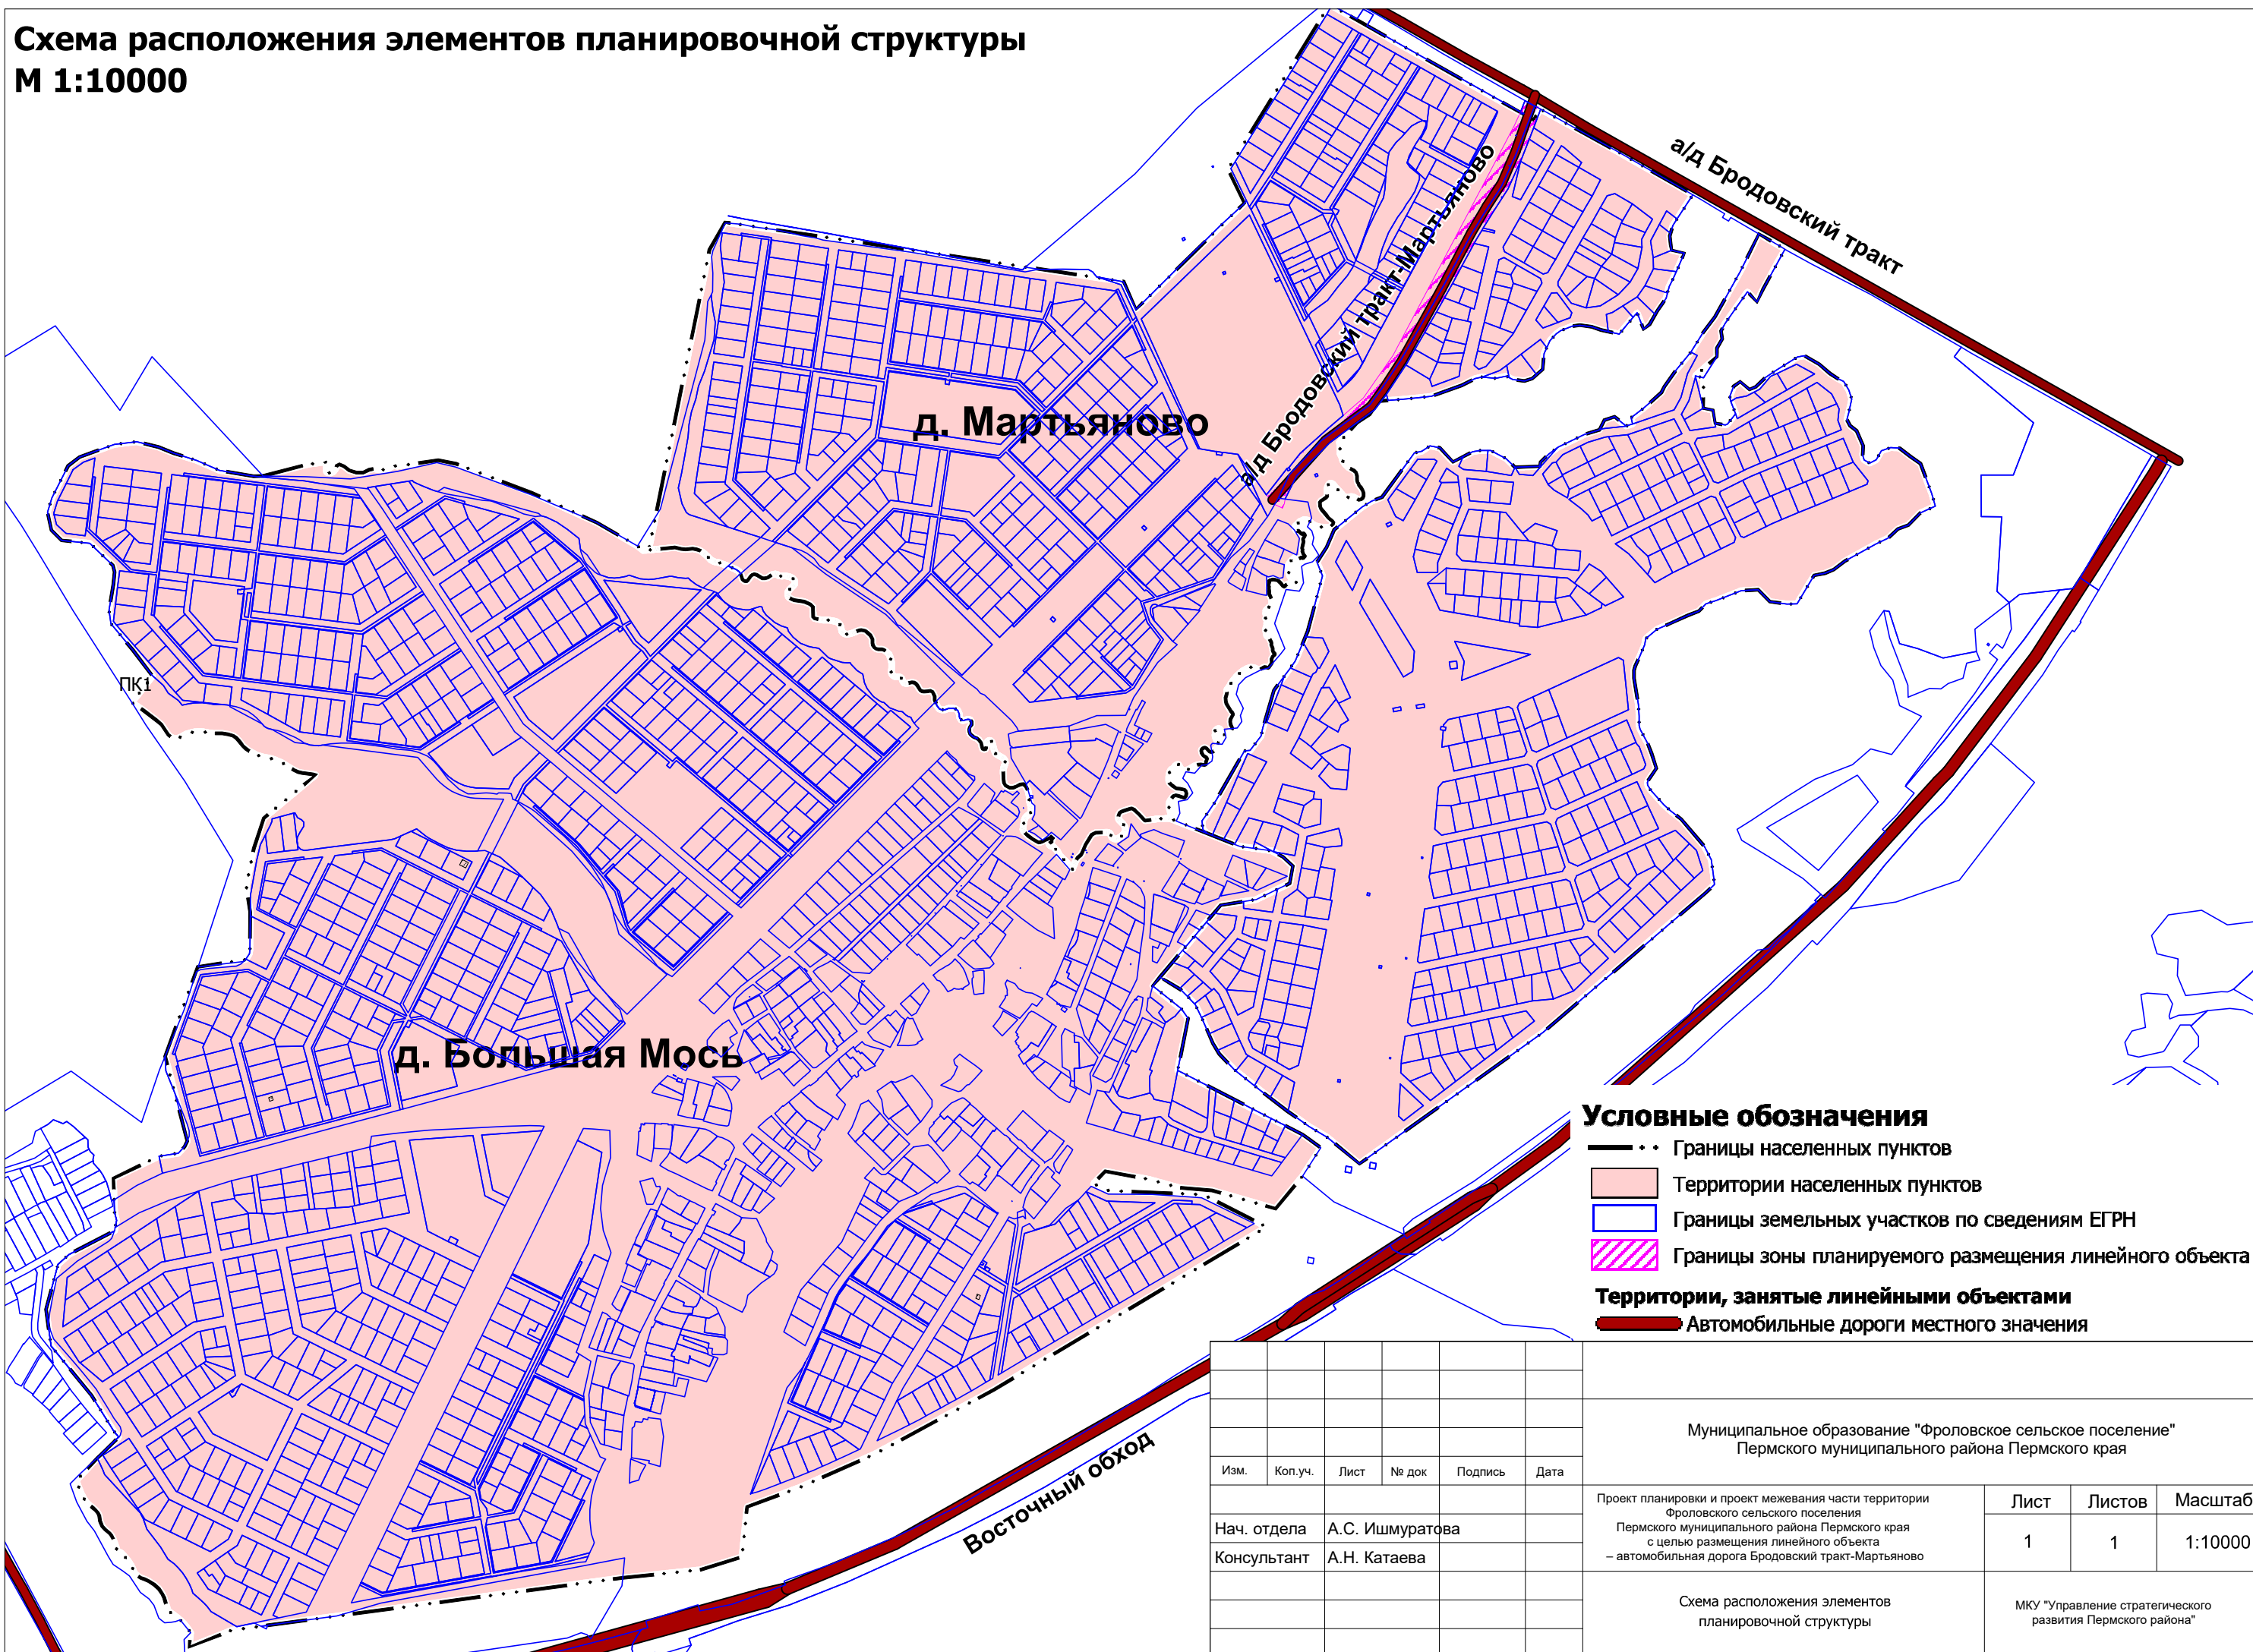 Схема расположения элементов планировочной структуры
М 1:10000
а/д Бродовский тракт
а/д Бродовский тракт-Мартьяново
д. Мартьяново
ПК1
д. Большая Мось
Восточный обход
Условные обозначения
Границы населенных пунктов
Территории населенных пунктов
Границы земельных участков по сведениям ЕГРН
Границы зоны планируемого размещения линейного объекта
Территории, занятые линейными объектами
Автомобильные дороги местного значения
Муниципальное образование "Фроловское сельское поселение"
Пермского муниципального района Пермского края
Изм. Кол.уч. Лист № док Подпись Дата
Проект планировки и проект межевания части территории
Фроловского сельского поселения
Пермского муниципального района Пермского края
с целью размещения линейного объекта
– автомобильная дорога Бродовский тракт-Мартьяново
Лист Листов Масштаб
1 1 1:10000
Нач. отдела А.С. Ишмуратова
Консультант А.Н. Катаева
Схема расположения элементов
планировочной структуры
МКУ "Управление стратегического
развития Пермского района"